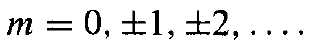 m = 0, ±1, ±2, . . . .